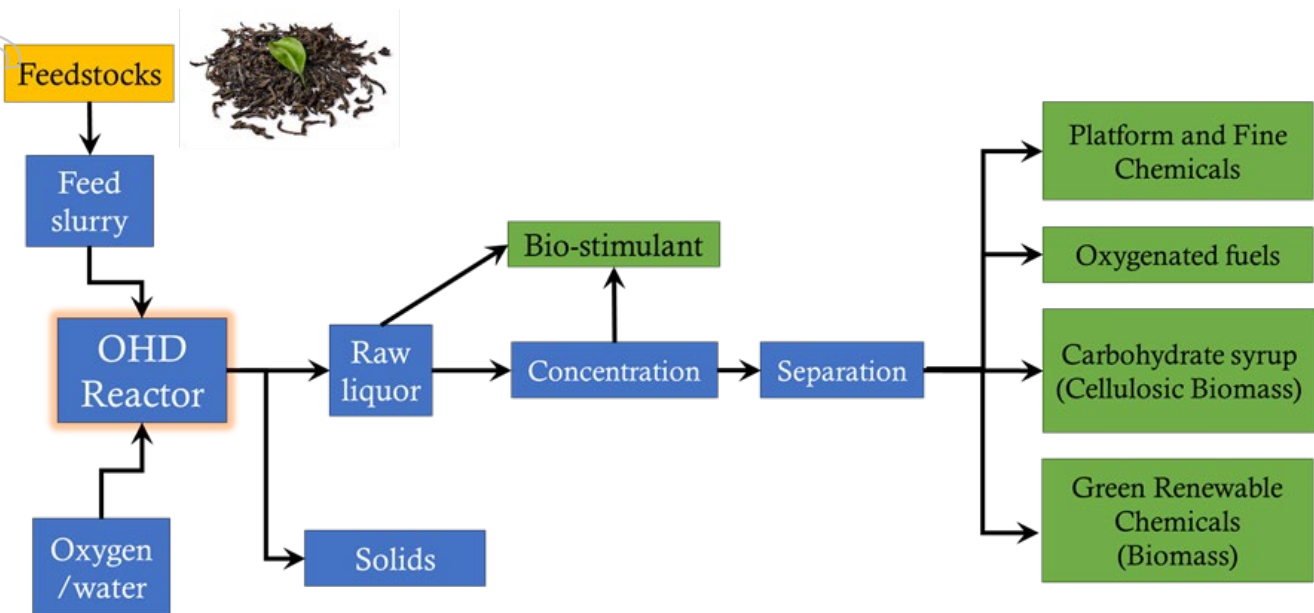 Feedstocks
Feed
slurry
OHD
Reactor
Oxygen
/water
Raw
liquor
Solids
Bio-stimulant
Concentration
Separation
Platform and Fine
Chemicals
Oxygenated fuels
Carbohydrate syrup
(Cellulosic Biomass)
Green Renewable
Chemicals
(Biomass)